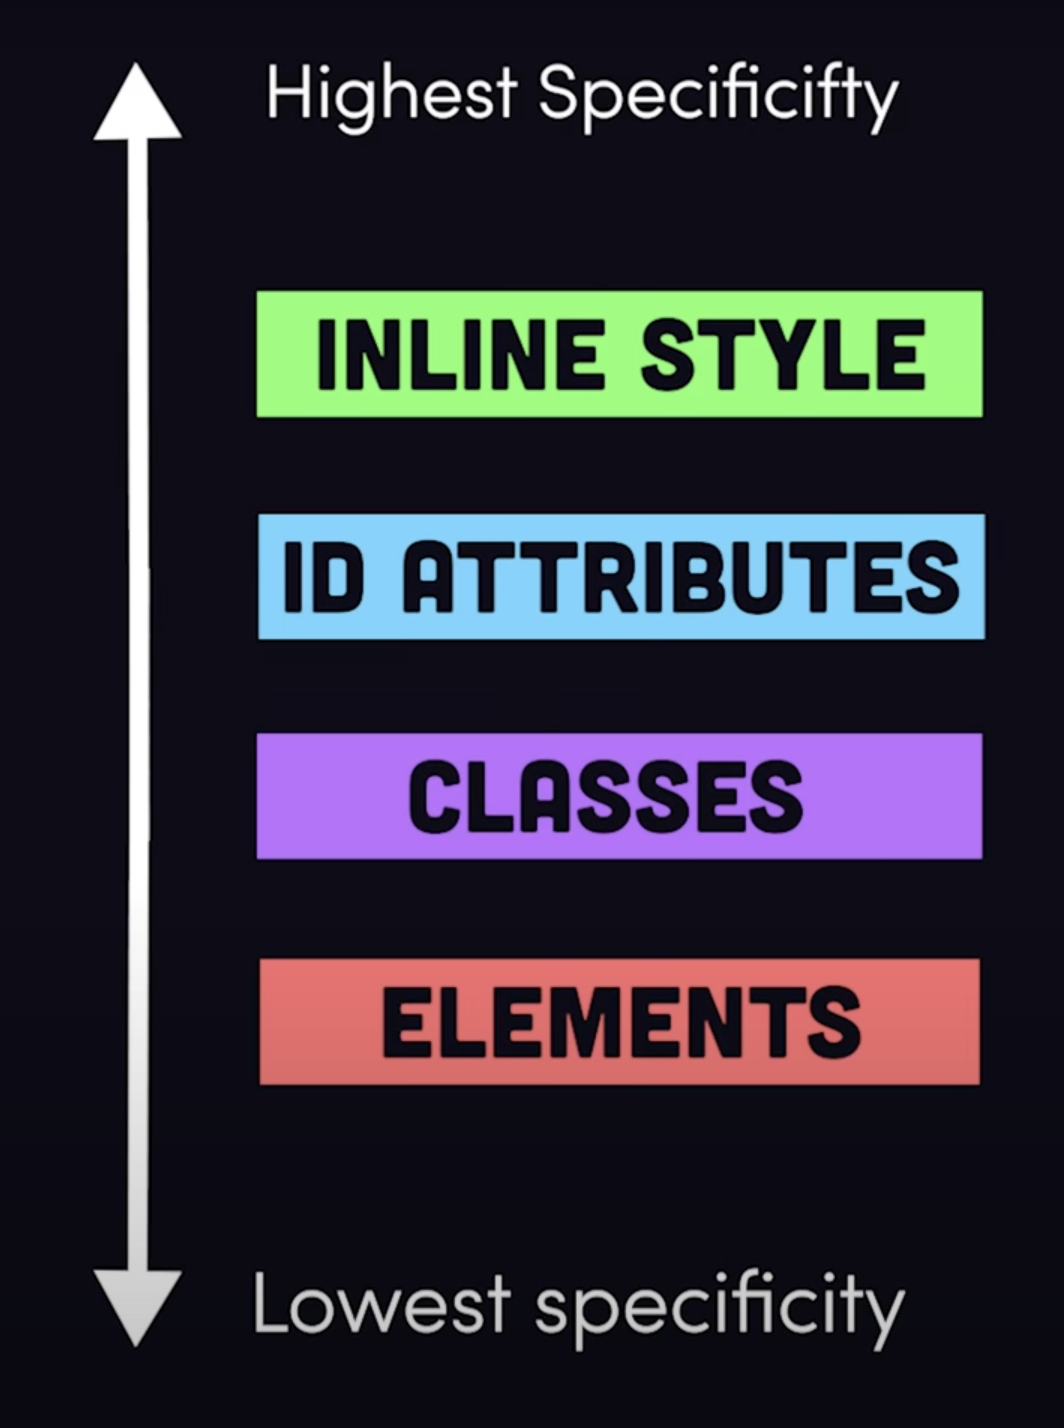 Highest Specificifty
INLINE STYLE
ID ATTRIBUTES
CLASSES
ELEMENTS
Lowest specificity